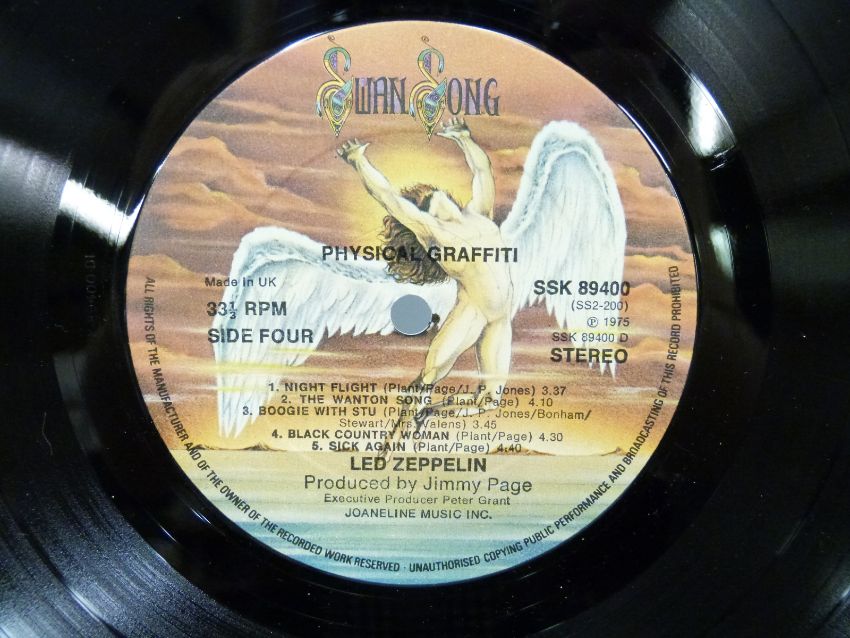 SWAN SONG
PHYSICAL GRAFFITI
Made in UK
33⅓ RPM
SIDE FOUR
SSK 89400
(SS2-200)
℗ 1975
SSK 89400 D
STEREO
1. NIGHT FLIGHT (Plant/Page/J. P. Jones) 3.37
2. THE WANTON SONG (Plant/Page) 4.10
3. BOOGIE WITH STU (Plant/Page/J. P. Jones/Bonham/
Stewart/Mrs. Valens) 3.45
4. BLACK COUNTRY WOMAN (Plant/Page) 4.30
5. SICK AGAIN (Plant/Page) 4.40
LED ZEPPELIN
Produced by Jimmy Page
Executive Producer Peter Grant
JOANELINE MUSIC INC.
ALL RIGHTS OF THE MANUFACTURER AND OF THE OWNER OF THE RECORDED WORK RESERVED · UNAUTHORISED COPYING PUBLIC PERFORMANCE AND BROADCASTING OF THIS RECORD PROHIBITED